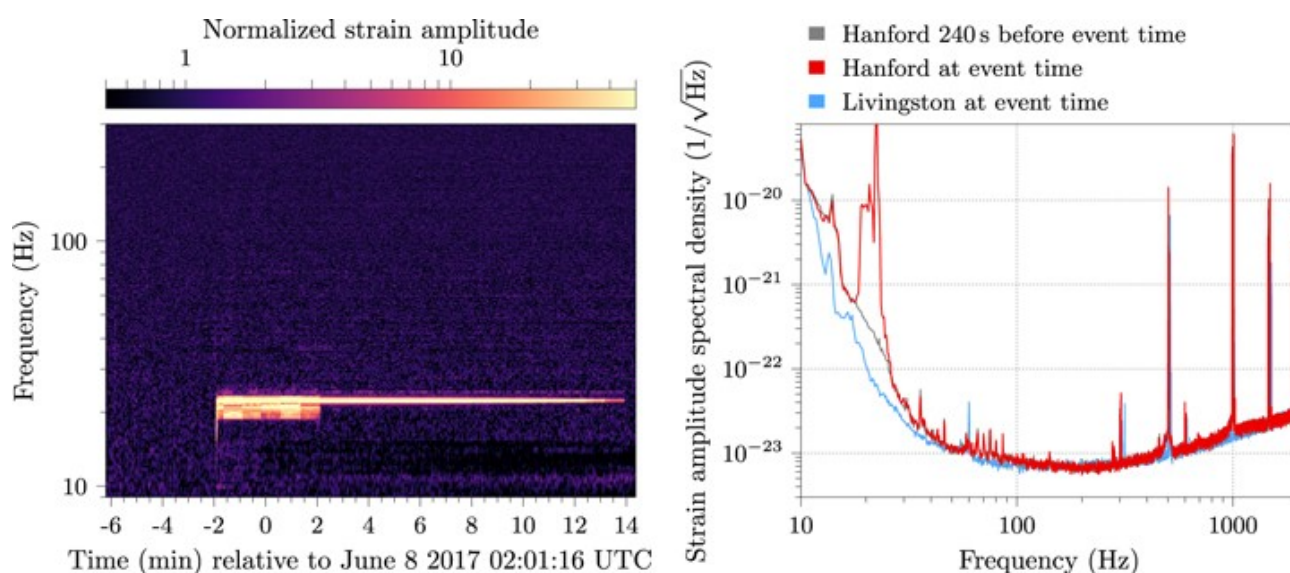 Normalized strain amplitude
1 10
Frequency (Hz)
100
10
-6 -4 -2 0 2 4 6 8 10 12 14
Time (min) relative to June 8 2017 02:01:16 UTC
Hanford 240 s before event time
Hanford at event time
Livingston at event time
Strain amplitude spectral density (1/√Hz)
10⁻²⁰
10⁻²¹
10⁻²²
10⁻²³
10 100 1000
Frequency (Hz)